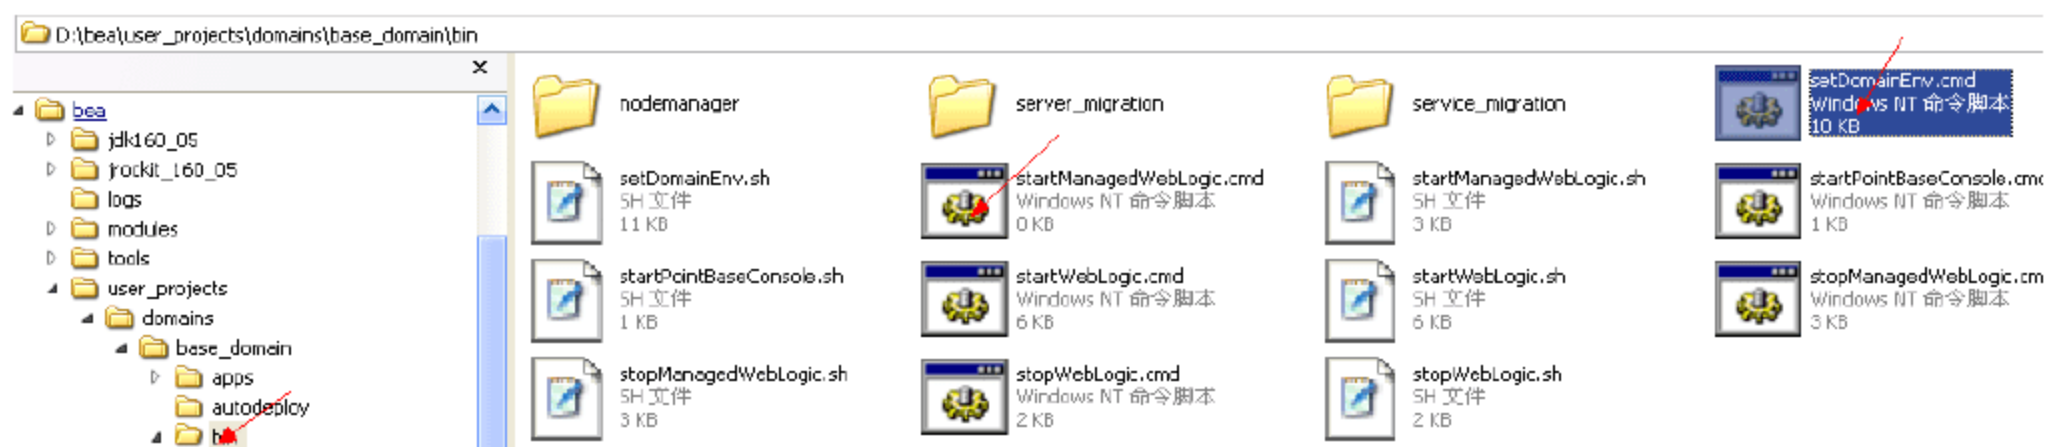 D:\bea\user_projects\domains\base_domain\bin
bea
jdk160_05
jrockit_160_05
logs
modules
tools
user_projects
domains
base_domain
apps
autodeploy
nodemanager
server_migration
service_migration
setDomainEnv.cmd
Windows NT 命令脚本
10 KB
setDomainEnv.sh
SH 文件
11 KB
startManagedWebLogic.cmd
Windows NT 命令脚本
0 KB
startManagedWebLogic.sh
SH 文件
3 KB
startPointBaseConsole.cmd
Windows NT 命令脚本
1 KB
startPointBaseConsole.sh
SH 文件
1 KB
startWebLogic.cmd
Windows NT 命令脚本
6 KB
startWebLogic.sh
SH 文件
6 KB
stopManagedWebLogic.cm
Windows NT 命令脚本
3 KB
stopManagedWebLogic.sh
SH 文件
3 KB
stopWebLogic.cmd
Windows NT 命令脚本
2 KB
stopWebLogic.sh
SH 文件
2 KB